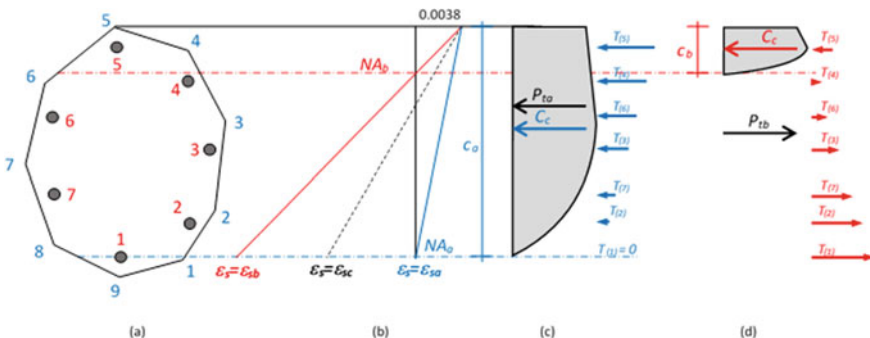 0.0038
5
4
5
4
6
3
6
3
7
7
2
2
8
1
1
9
NA_b
NA_a
ε_s=ε_sb
ε_s=ε_sc
ε_s=ε_sa
c_a
P_ta
C_c
T_(5)
T_(4)
T_(6)
T_(3)
T_(7)
T_(2)
T_(1)=0
c_b
C_c
P_tb
T_(5)
T_(4)
T_(6)
T_(3)
T_(7)
T_(2)
T_(1)
(a)
(b)
(c)
(d)